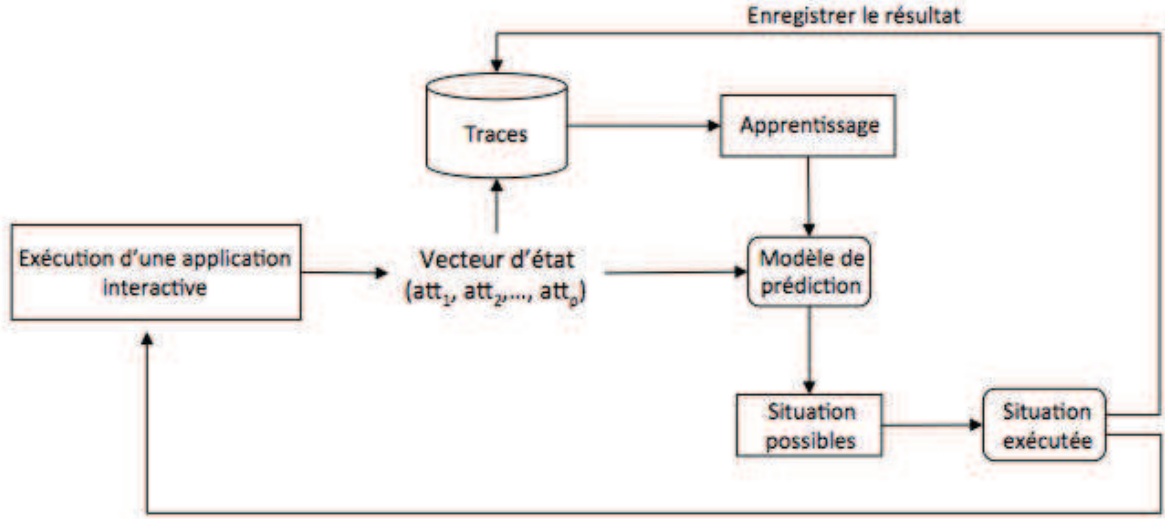 Enregistrer le résultat
Traces
Apprentissage
Exécution d'une application
interactive
Vecteur d'état
(att₁, att₂,..., attₚ)
Modèle de
prédiction
Situation
possibles
Situation
exécutée